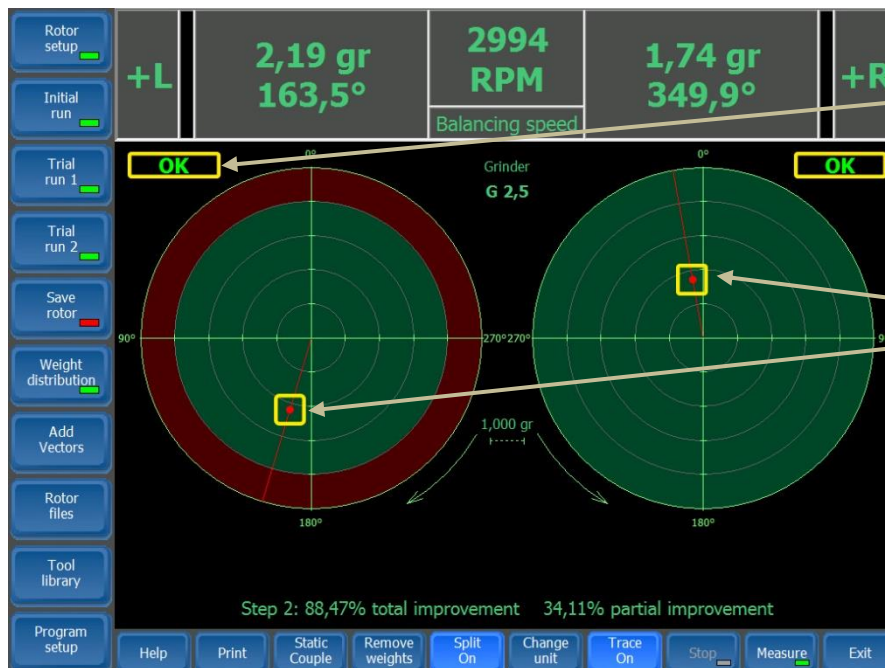 Rotor
setup
Initial
run
Trial
run 1
Trial
run 2
Save
rotor
Weight
distribution
Add
Vectors
Rotor
files
Tool
library
Program
setup
+L
2,19 gr
163,5°
2994
RPM
Balancing speed
1,74 gr
349,9°
+R
OK
0°
Grinder
G 2,5
0°
OK
90°
270°
270°
9
1,000 gr
180°
180°
Step 2: 88,47% total improvement 34,11% partial improvement
Help
Print
Static
Couple
Remove
weights
Split
On
Change
unit
Trace
On
Stop
Measure
Exit